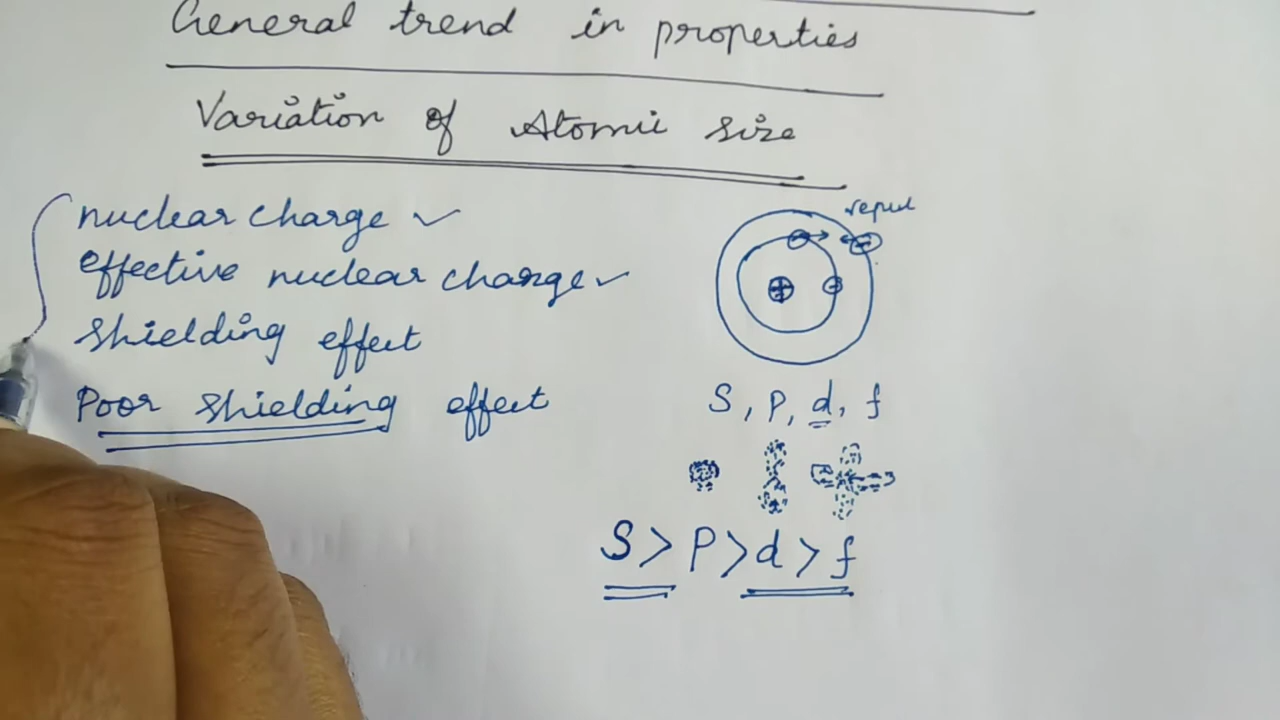 General trend in properties
Variation of Atomic size
nuclear charge ✓
effective nuclear charge ✓
Shielding effect
Poor shielding effect
repul
S, P, d, f
S > P > d > f